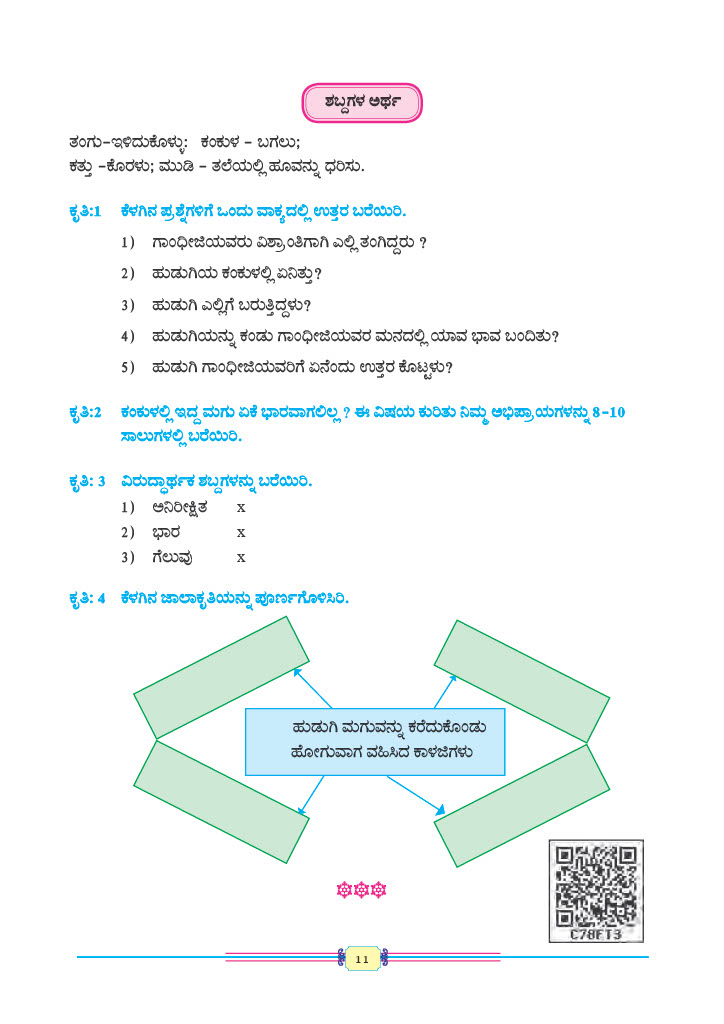 ಶಬ್ದಗಳ ಅರ್ಥ
ತಂಗು-ಇಳಿದುಕೊಳ್ಳು: ಕಂಕುಳ - ಬಗಲು;
ಕತ್ತು -ಕೊರಳು; ಮುಡಿ - ತಲೆಯಲ್ಲಿ ಹೂವನ್ನು ಧರಿಸು.
ಕೃತಿ:1 ಕೆಳಗಿನ ಪ್ರಶ್ನೆಗಳಿಗೆ ಒಂದು ವಾಕ್ಯದಲ್ಲಿ ಉತ್ತರ ಬರೆಯಿರಿ.
1) ಗಾಂಧೀಜಿಯವರು ವಿಶ್ರಾಂತಿಗಾಗಿ ಎಲ್ಲಿ ತಂಗಿದ್ದರು ?
2) ಹುಡುಗಿಯ ಕಂಕುಳಲ್ಲಿ ಏನಿತ್ತು?
3) ಹುಡುಗಿ ಎಲ್ಲಿಗೆ ಬರುತ್ತಿದ್ದಳು?
4) ಹುಡುಗಿಯನ್ನು ಕಂಡು ಗಾಂಧೀಜಿಯವರ ಮನದಲ್ಲಿ ಯಾವ ಭಾವ ಬಂದಿತು?
5) ಹುಡುಗಿ ಗಾಂಧೀಜಿಯವರಿಗೆ ಏನೆಂದು ಉತ್ತರ ಕೊಟ್ಟಳು?
ಕೃತಿ:2 ಕಂಕುಳಲ್ಲಿ ಇದ್ದ ಮಗು ಏಕೆ ಭಾರವಾಗಲಿಲ್ಲ ? ಈ ವಿಷಯ ಕುರಿತು ನಿಮ್ಮ ಅಭಿಪ್ರಾಯಗಳನ್ನು 8-10
ಸಾಲುಗಳಲ್ಲಿ ಬರೆಯಿರಿ.
ಕೃತಿ: 3 ವಿರುದ್ಧಾರ್ಥಕ ಶಬ್ದಗಳನ್ನು ಬರೆಯಿರಿ.
1) ಅನಿರೀಕ್ಷಿತ x
2) ಭಾರ x
3) ಗೆಲುವು x
ಕೃತಿ: 4 ಕೆಳಗಿನ ಜಾಲಾಕೃತಿಯನ್ನು ಪೂರ್ಣಗೊಳಿಸಿರಿ.
ಹುಡುಗಿ ಮಗುವನ್ನು ಕರೆದುಕೊಂಡು
ಹೋಗುವಾಗ ವಹಿಸಿದ ಕಾಳಜಿಗಳು
C78FT3
11